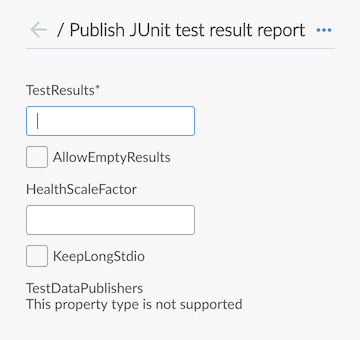 / Publish JUnit test result report
TestResults*
AllowEmptyResults
HealthScaleFactor
KeepLongStdio
TestDataPublishers
This property type is not supported